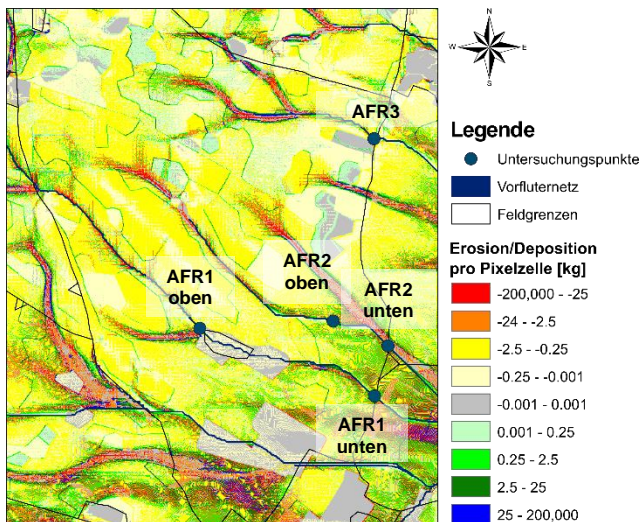 N
W
E
S
AFR3
AFR2
oben
AFR1
oben
AFR2
unten
AFR1
unten
Legende
Untersuchungspunkte
Vorfluternetz
Feldgrenzen
Erosion/Deposition
pro Pixelzelle [kg]
-200,000 - -25
-24 - -2.5
-2.5 - -0.25
-0.25 - -0.001
-0.001 - 0.001
0.001 - 0.25
0.25 - 2.5
2.5 - 25
25 - 200,000